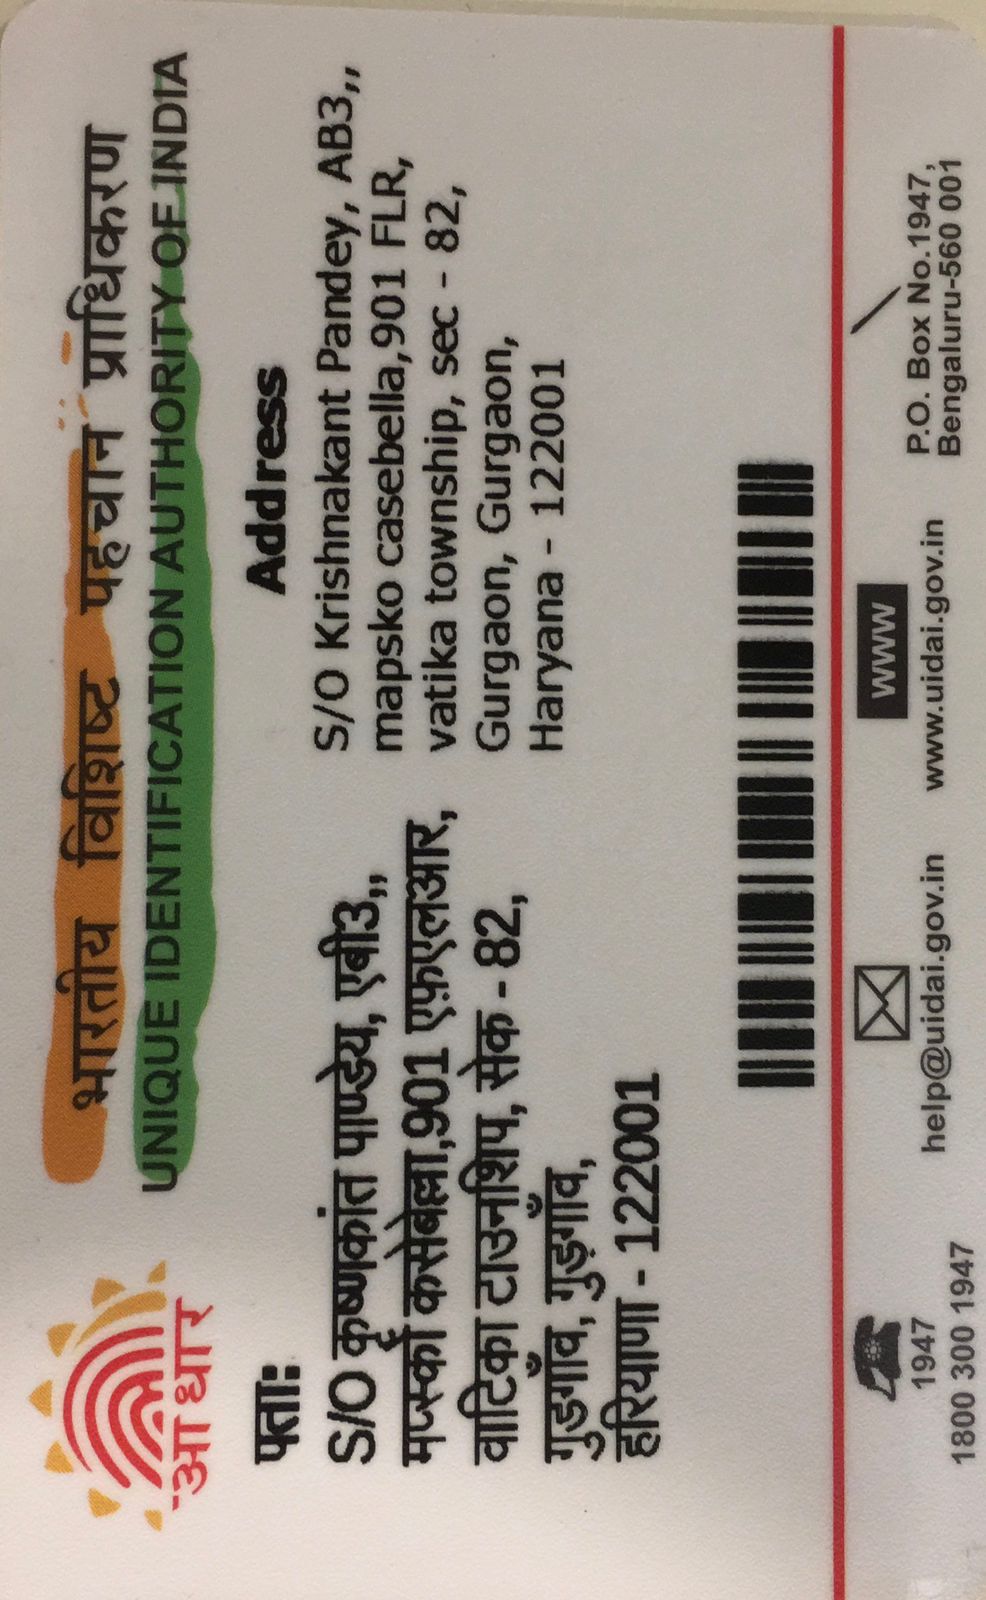 भारतीय विशिष्ट पहचान प्राधिकरण
UNIQUE IDENTIFICATION AUTHORITY OF INDIA
आधार
पता:
S/O कृष्णकांत पाण्डेय, एबी3,,
मप्स्को कसेबेल्ला,901 एफ़एलआर,
वाटिका टाउनशिप, सेक - 82,
गुड़गाँव, गुड़गाँव,
हरियाणा - 122001
Address
S/O Krishnakant Pandey, AB3,,
mapsko casebella,901 FLR,
vatika township, sec - 82,
Gurgaon, Gurgaon,
Haryana - 122001
1947
1800 300 1947
help@uidai.gov.in
WWW
www.uidai.gov.in
P.O. Box No.1947,
Bengaluru-560 001